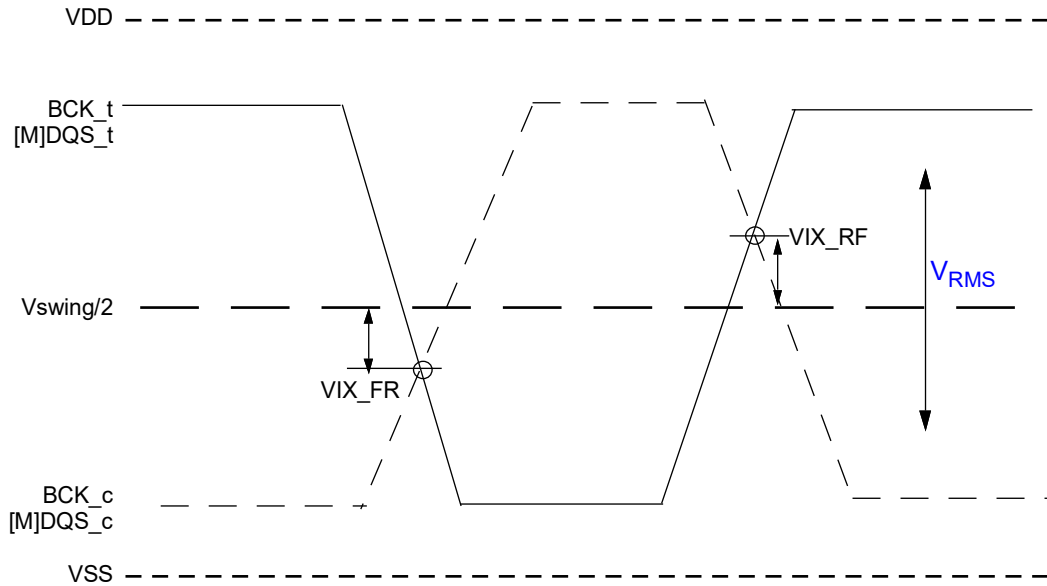 VDD
BCK_t
[M]DQS_t
VIX_RF
VRMS
Vswing/2
VIX_FR
BCK_c
[M]DQS_c
VSS